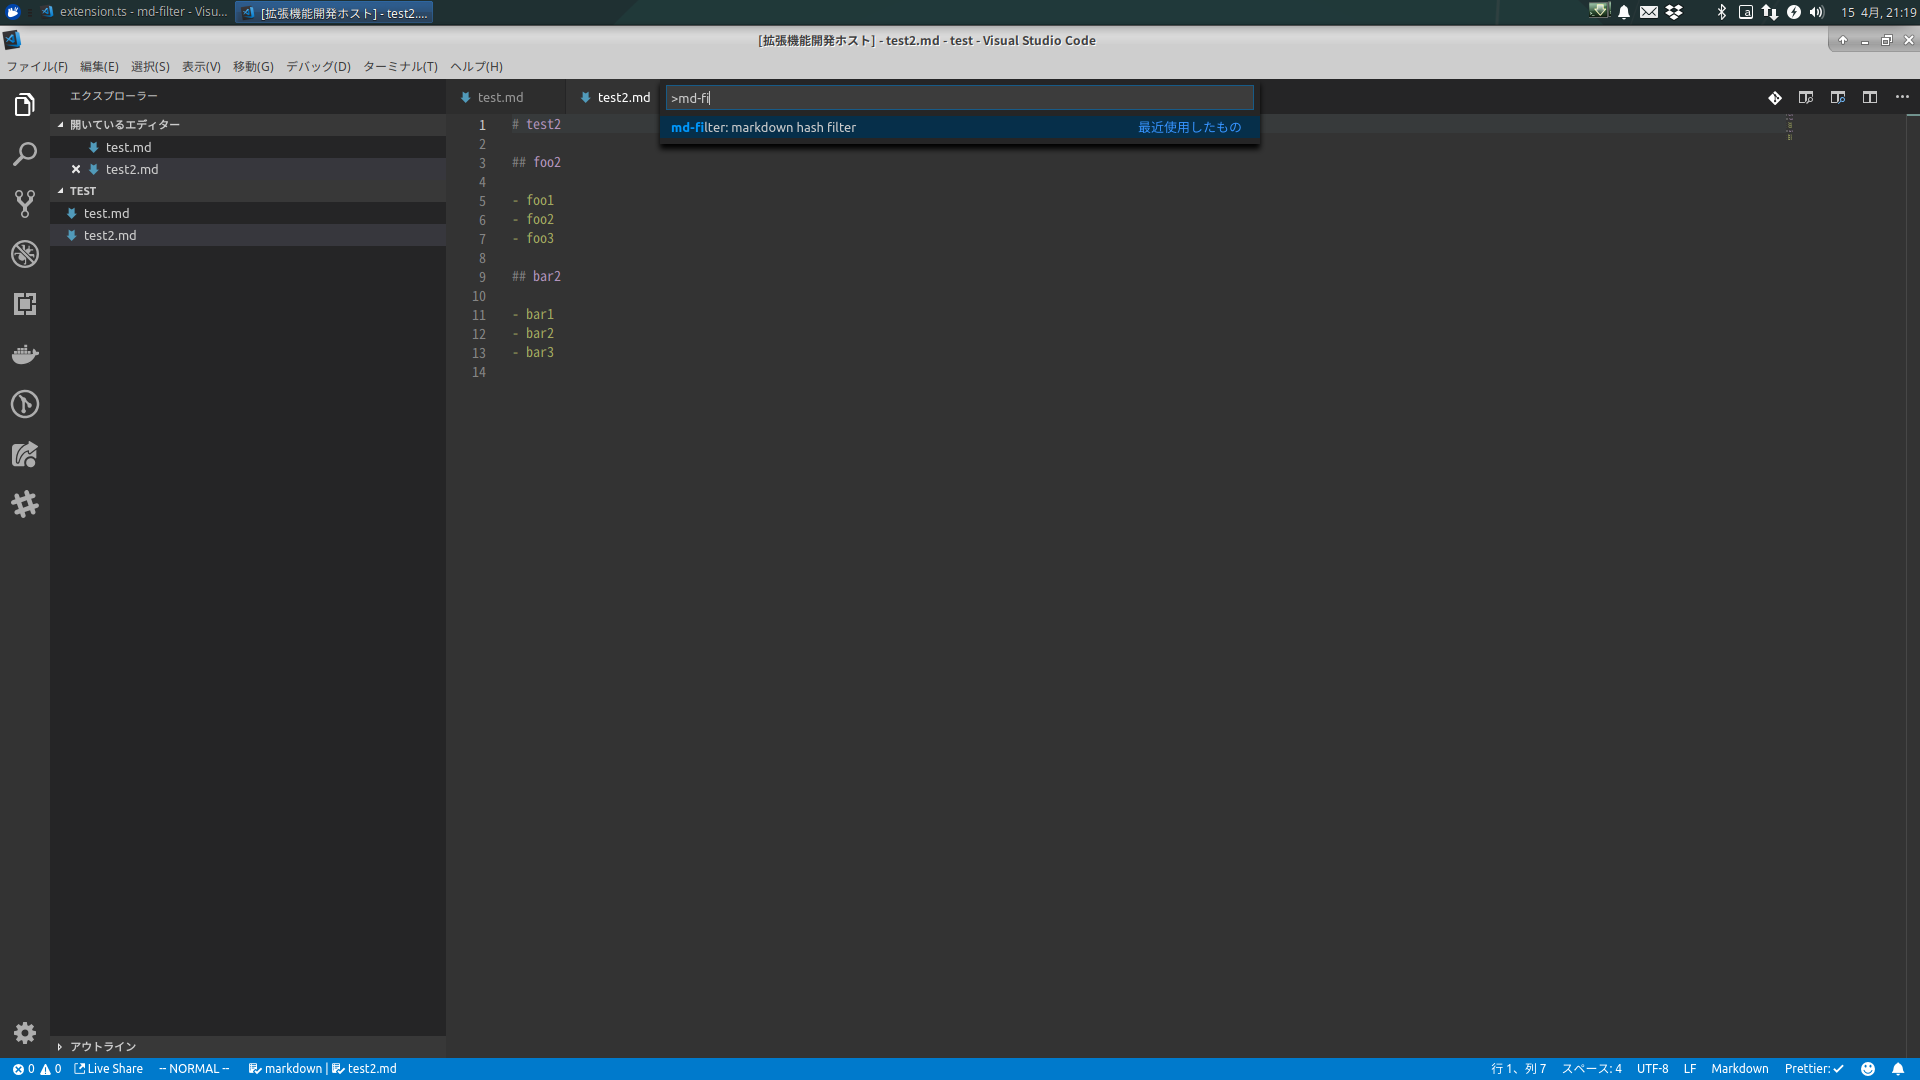 extension.ts - md-filter - Visu...
[拡張機能開発ホスト] - test2....
15 4月, 21:19
[拡張機能開発ホスト] - test2.md - test - Visual Studio Code
ファイル(F) 編集(E) 選択(S) 表示(V) 移動(G) デバッグ(D) ターミナル(T) ヘルプ(H)
エクスプローラー
開いているエディター
test.md
test2.md
TEST
test.md
test2.md
アウトライン
test.md
test2.md
>md-fi
md-filter: markdown hash filter
最近使用したもの
1 # test2
2
3 ## foo2
4
5 - foo1
6 - foo2
7 - foo3
8
9 ## bar2
10
11 - bar1
12 - bar2
13 - bar3
14
0 0 Live Share -- NORMAL -- markdown | test2.md
行 1、列 7 スペース: 4 UTF-8 LF Markdown Prettier: ✓